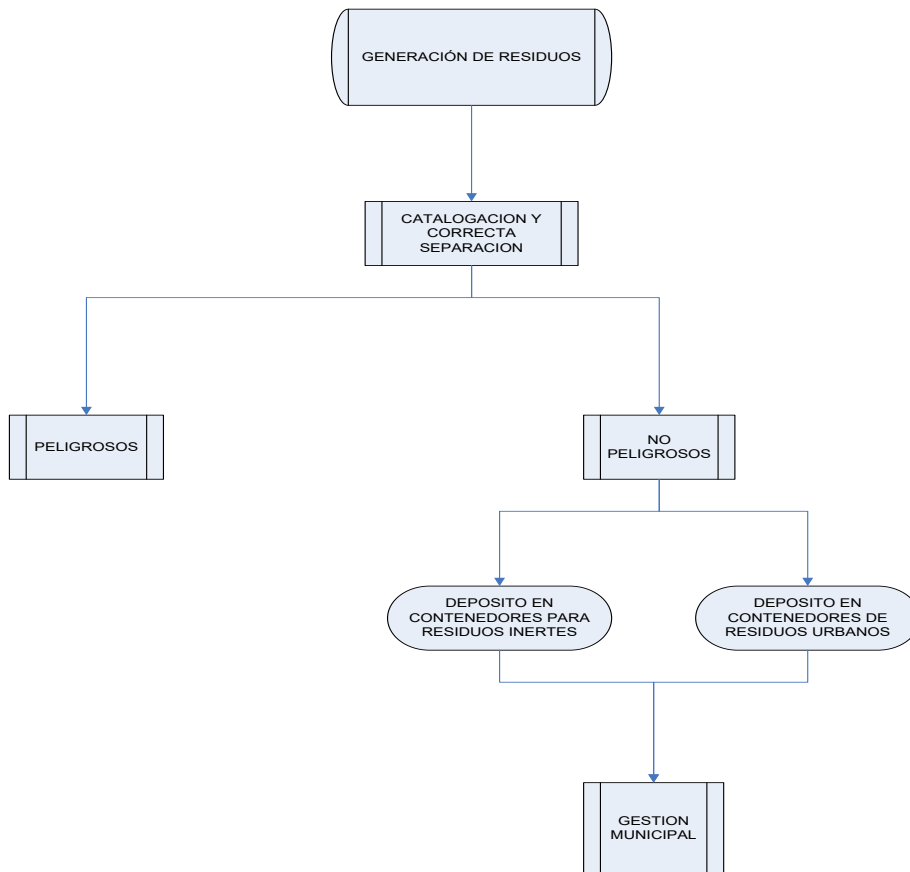 GENERACIÓN DE RESIDUOS
CATALOGACION Y
CORRECTA
SEPARACION
PELIGROSOS
NO
PELIGROSOS
DEPOSITO EN
CONTENEDORES PARA
RESIDUOS INERTES
DEPOSITO EN
CONTENEDORES DE
RESIDUOS URBANOS
GESTION
MUNICIPAL